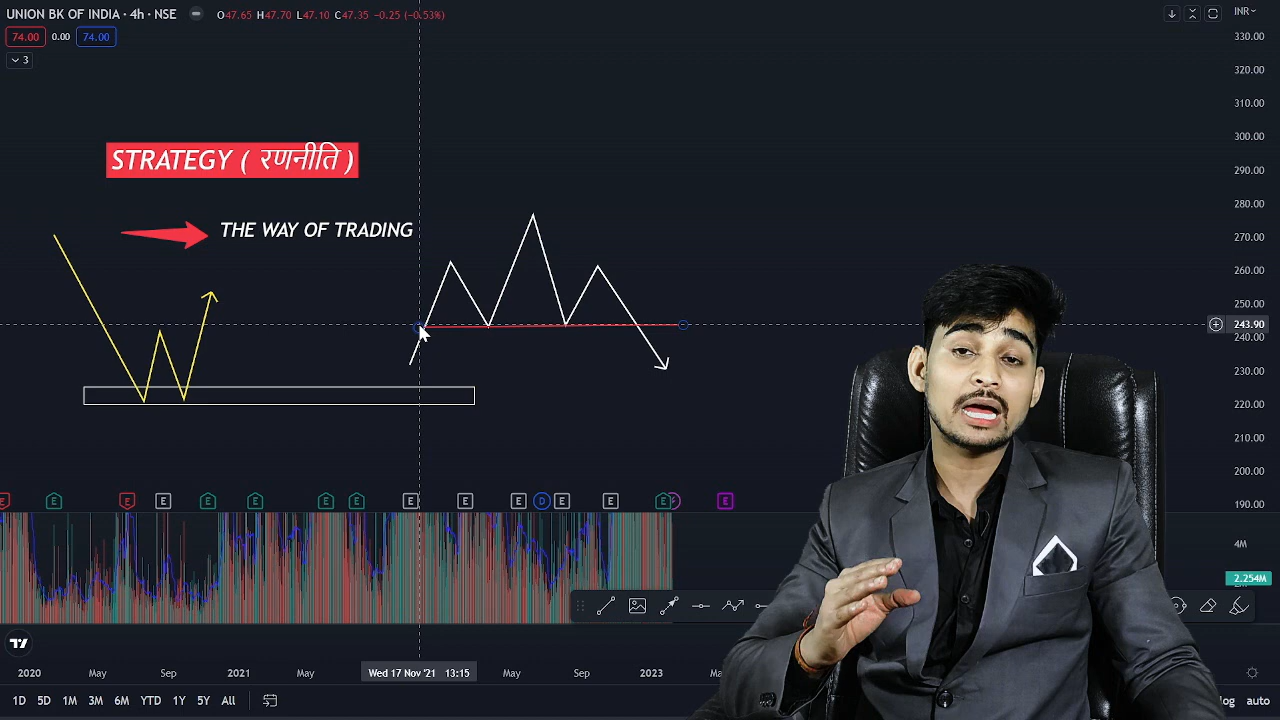 UNION BK OF INDIA · 4h · NSE O47.65 H47.70 L47.10 C47.35 −0.25 (−0.53%)
INR
74.00 0.00 74.00
3
330.00
320.00
310.00
300.00
290.00
280.00
270.00
260.00
250.00
243.90
240.00
230.00
220.00
210.00
200.00
190.00
STRATEGY ( रणनीति )
THE WAY OF TRADING
E E E E E E E E E E E D E E E E
4M
2.254M
2020 May Sep 2021 May Wed 17 Nov '21 13:15 May Sep 2023
1D 5D 1M 3M 6M YTD 1Y 5Y All
log auto